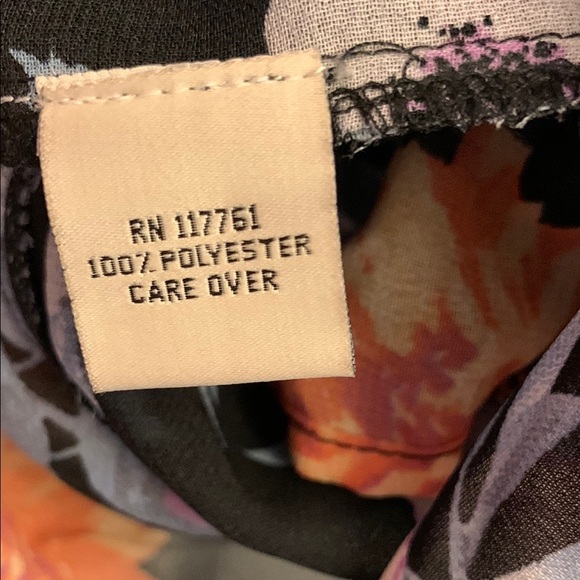 RN 117761
100% POLYESTER
CARE OVER